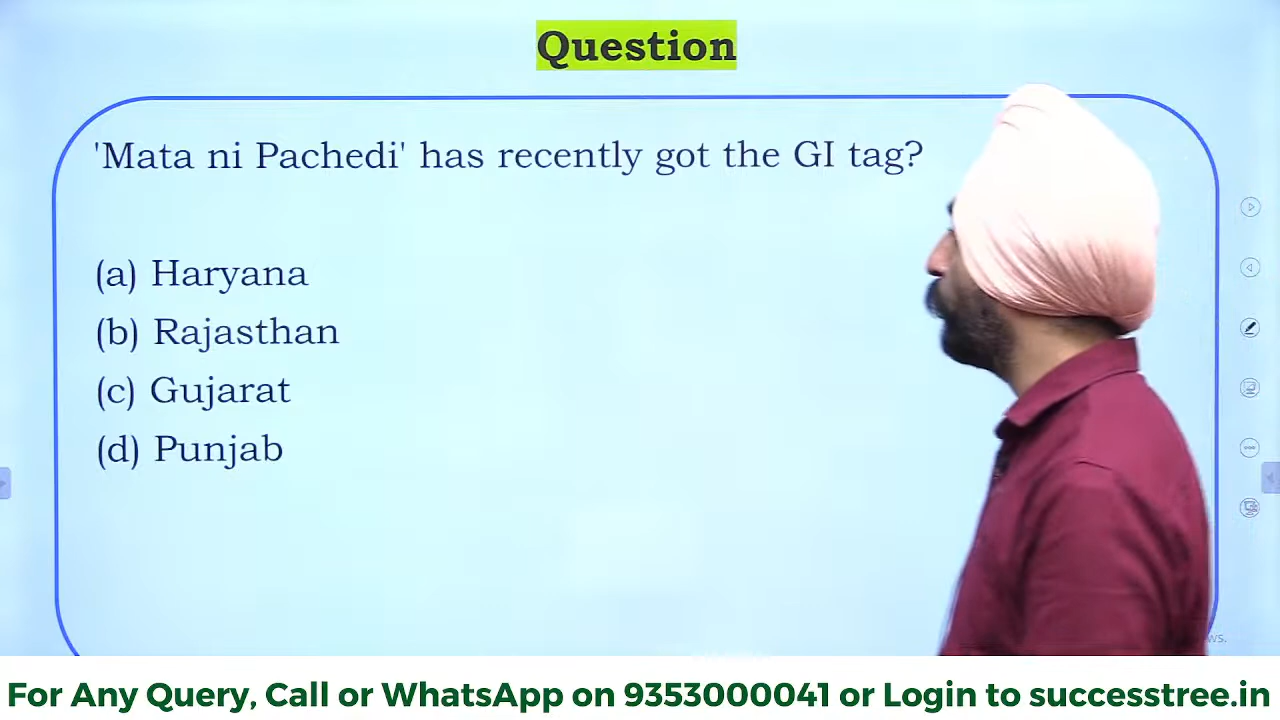 Question
'Mata ni Pachedi' has recently got the GI tag?
(a) Haryana
(b) Rajasthan
(c) Gujarat
(d) Punjab
ws.
For Any Query, Call or WhatsApp on 9353000041 or Login to successtree.in